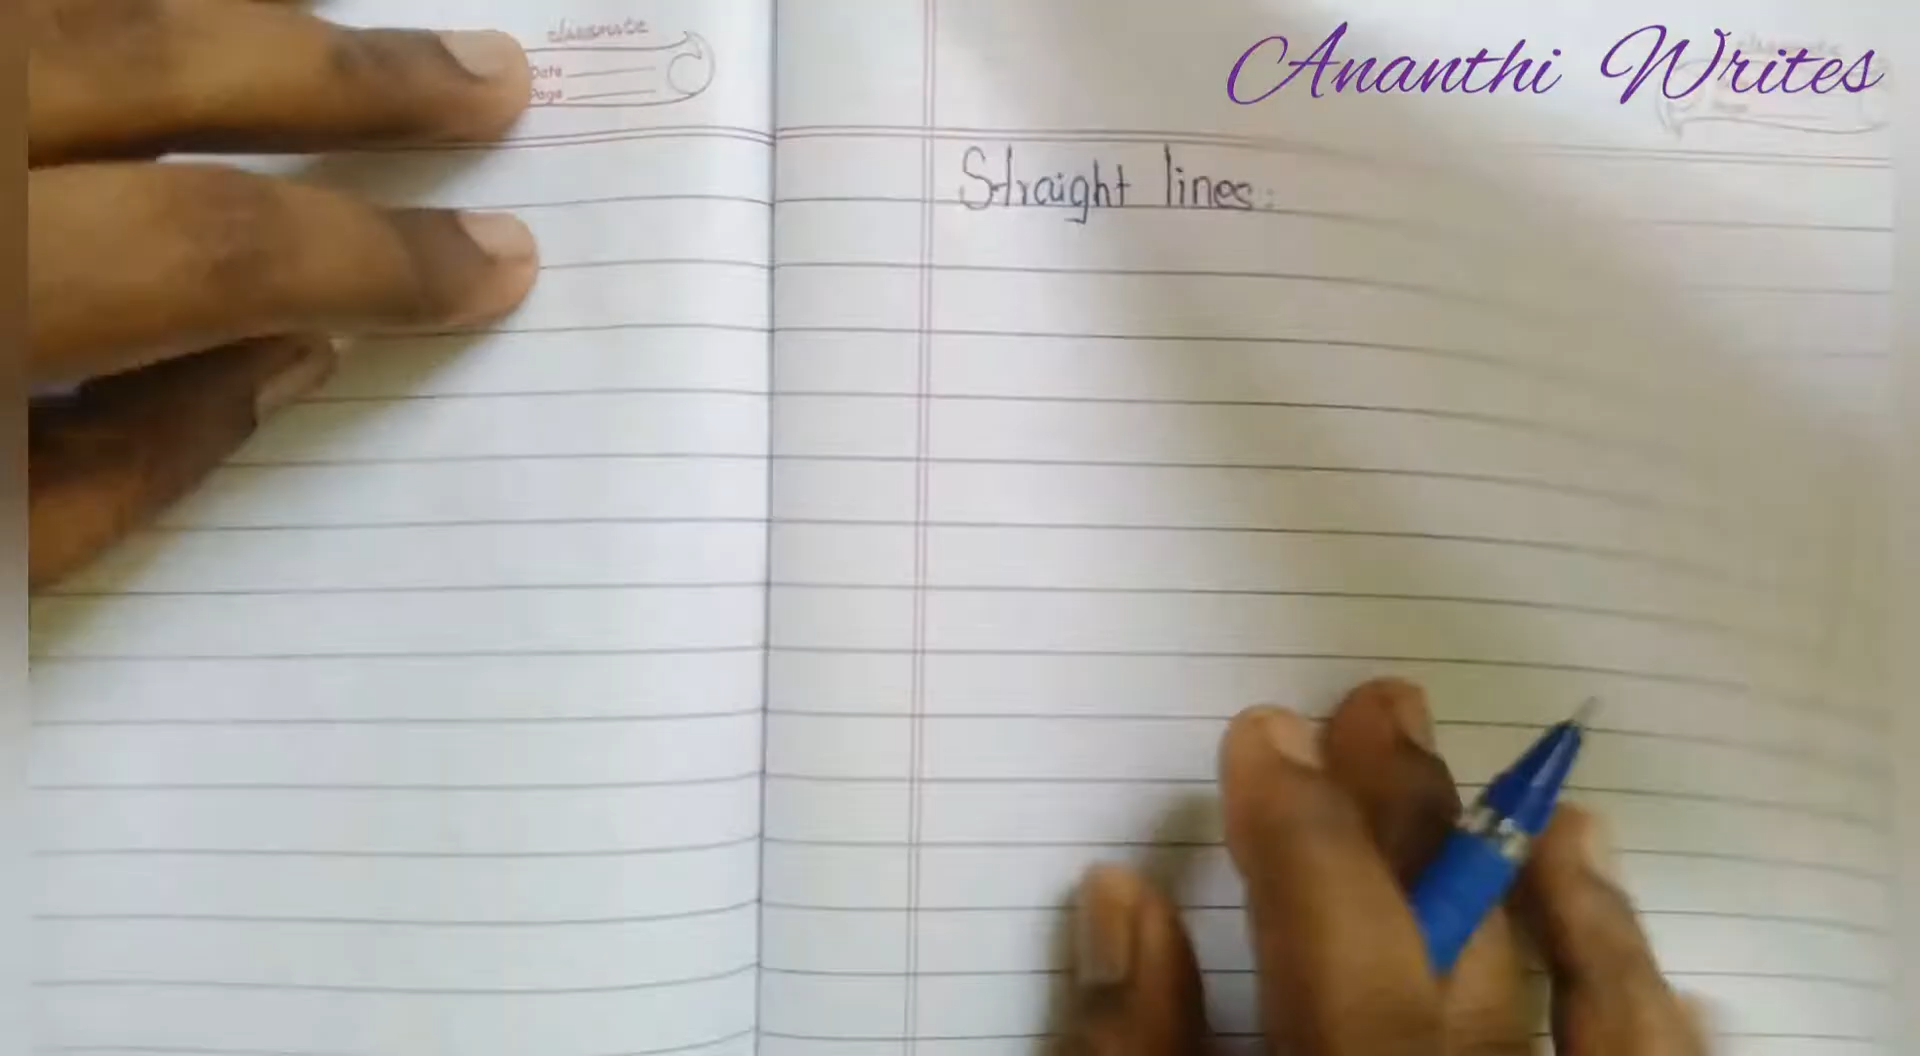 classmate
Date
Page
Ananthi Writes
Straight lines: